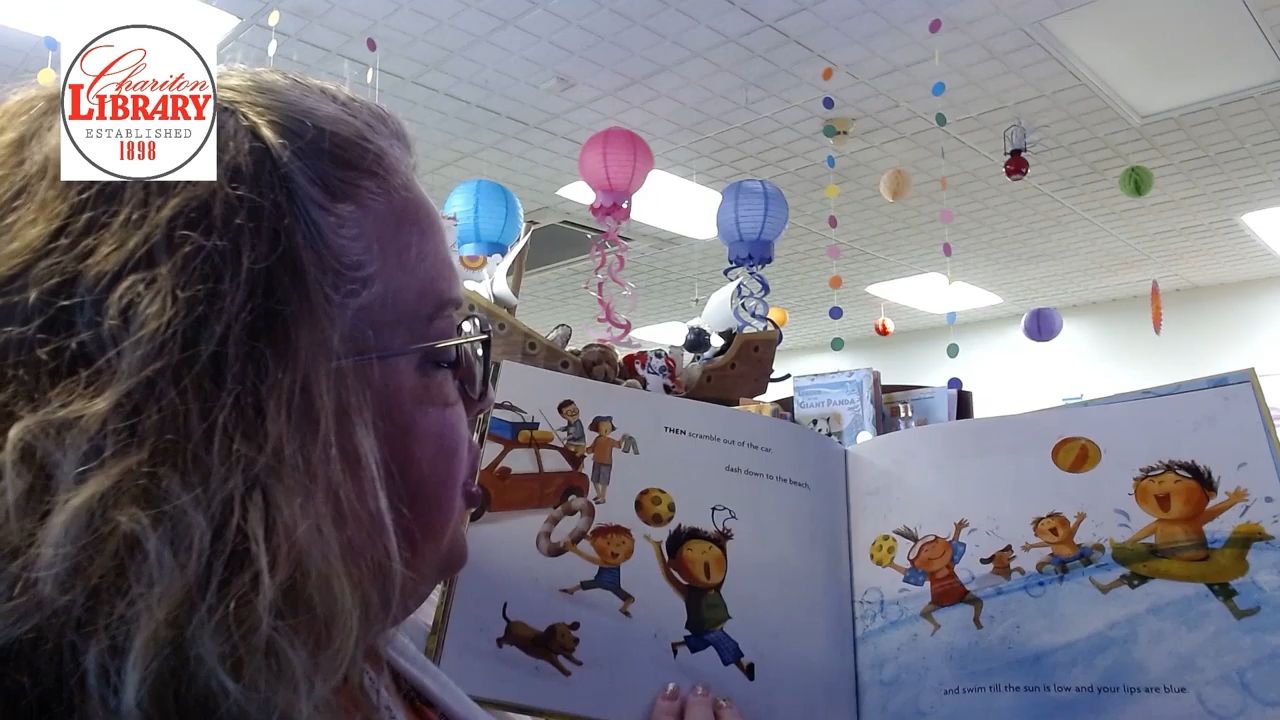 Chariton
LIBRARY
ESTABLISHED
1898
GIANT PANDA
THEN scramble out of the car,
dash down to the beach,
and swim till the sun is low and your lips are blue.